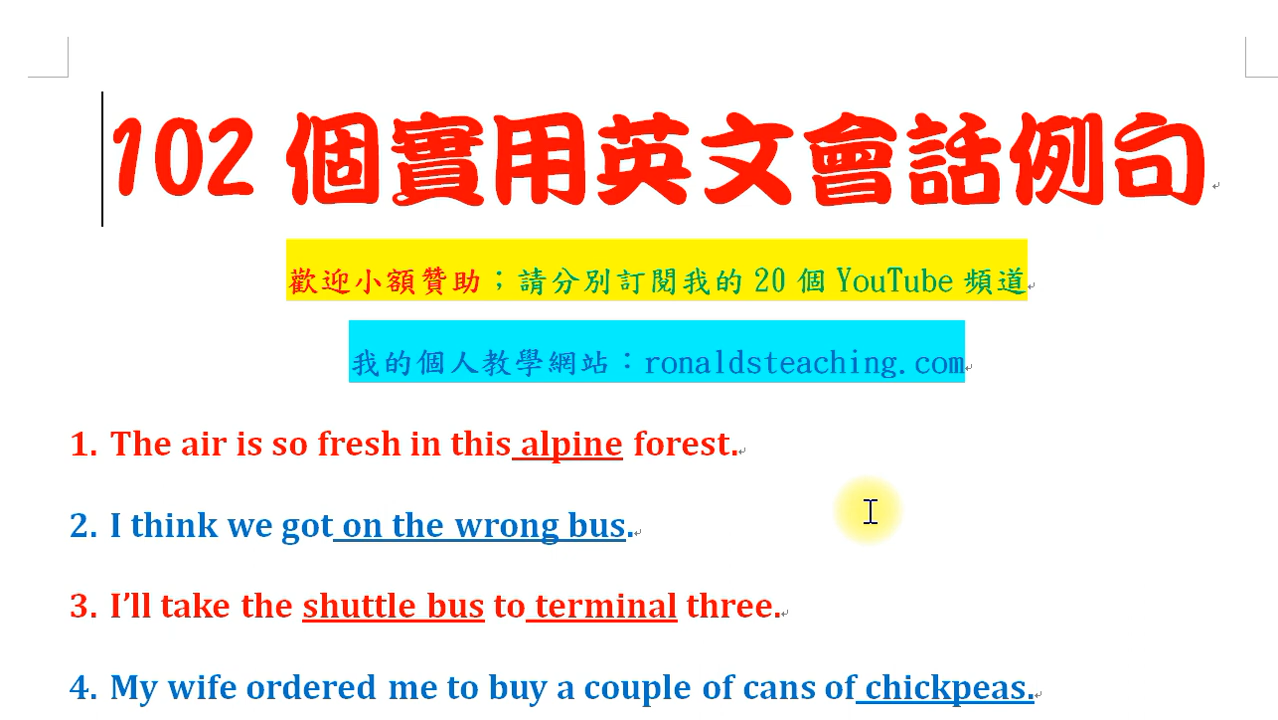 102 個實用英文會話例句
歡迎小額贊助；請分別訂閱我的 20 個 YouTube 頻道
我的個人教學網站：ronaldsteaching.com
1. The air is so fresh in this alpine forest.
2. I think we got on the wrong bus.
3. I’ll take the shuttle bus to terminal three.
4. My wife ordered me to buy a couple of cans of chickpeas.